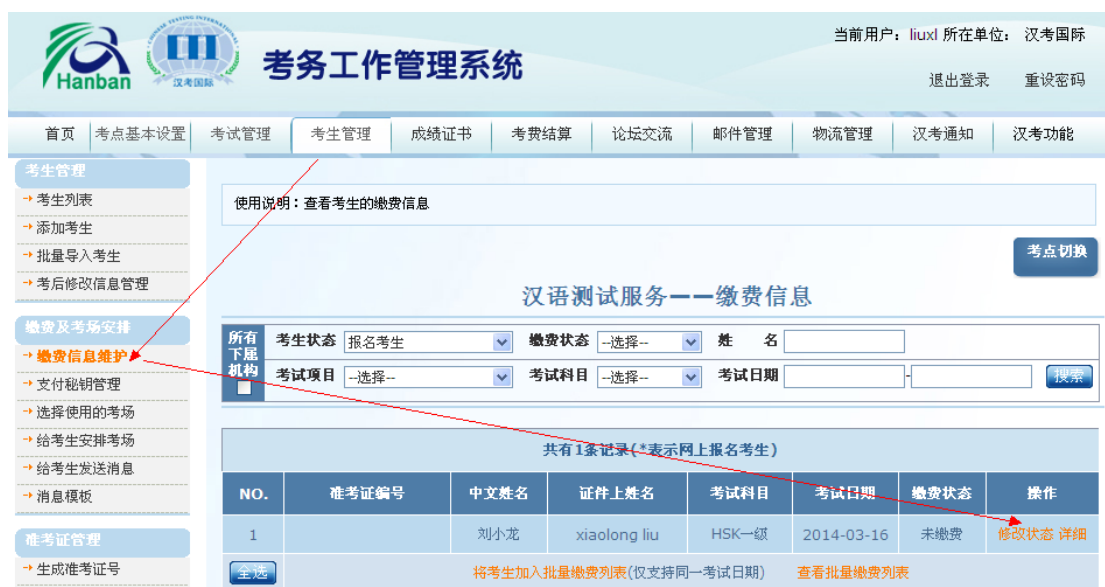 当前用户：liuxl 所在单位： 汉考国际
Hanban
CHINESE TESTING INTERNATIONAL
汉考国际
考务工作管理系统
退出登录 重设密码
首页 考点基本设置 考试管理 考生管理 成绩证书 考费结算 论坛交流 邮件管理 物流管理 汉考通知 汉考功能
考生管理
→考生列表
→添加考生
→批量导入考生
→考后修改信息管理
缴费及考场安排
→缴费信息维护
→支付秘钥管理
→选择使用的考场
→给考生安排考场
→给考生发送消息
→消息模板
准考证管理
→生成准考证号
使用说明：查看考生的缴费信息
考点切换
汉语测试服务——缴费信息
所有下属机构
考生状态 报名考生 缴费状态 --选择-- 姓 名
考试项目 --选择-- 考试科目 --选择-- 考试日期 - 搜索
共有1条记录(*表示网上报名考生)
NO. 准考证编号 中文姓名 证件上姓名 考试科目 考试日期 缴费状态 操作
1 刘小龙 xiaolong liu HSK一级 2014-03-16 未缴费 修改状态 详细
全选 将考生加入批量缴费列表(仅支持同一考试日期) 查看批量缴费列表